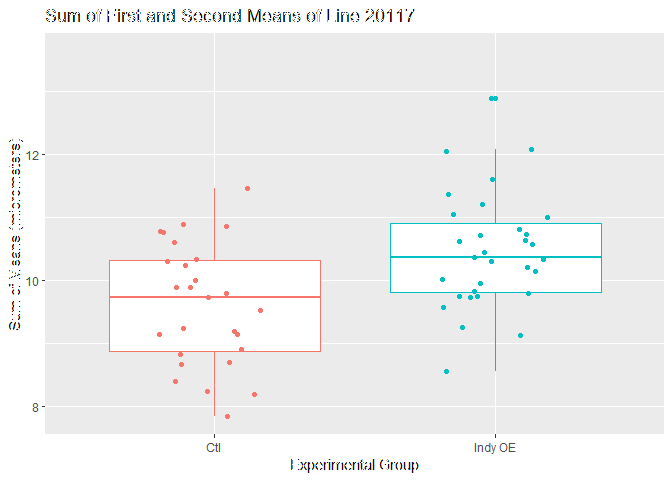 Sum of First and Second Means of Line 20117
Sum of Means (micrometers)
12
10
8
Ctl
Indy OE
Experimental Group